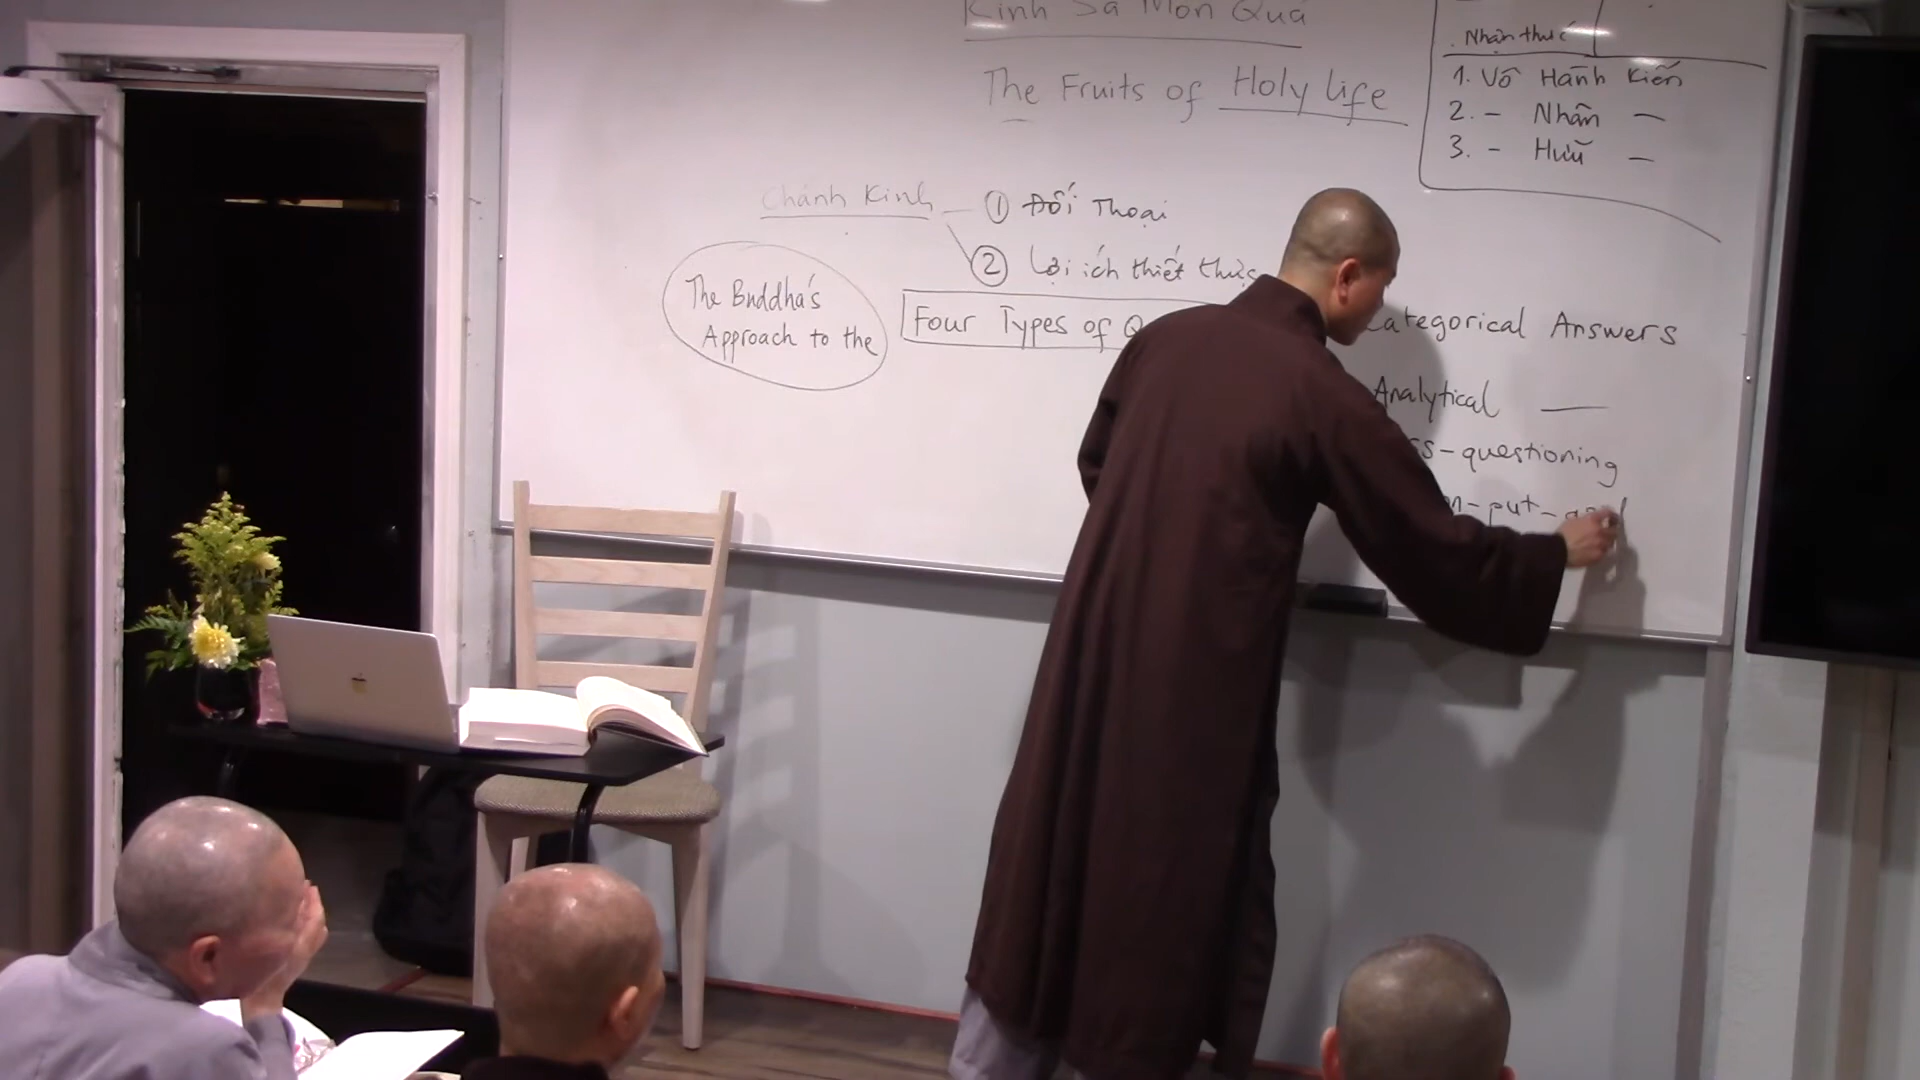 Kinh Sa Môn Quả
The Fruits of Holy life
. Nhận thức
1. Vô Hành Kiến
2. - Nhân —
3. - Hữu —
Chánh Kinh
① Đối Thoại
② Lợi ích thiết thực
The Buddha's
Approach to the
Four Types of
Categorical Answers
Analytical —
-questioning
-put-